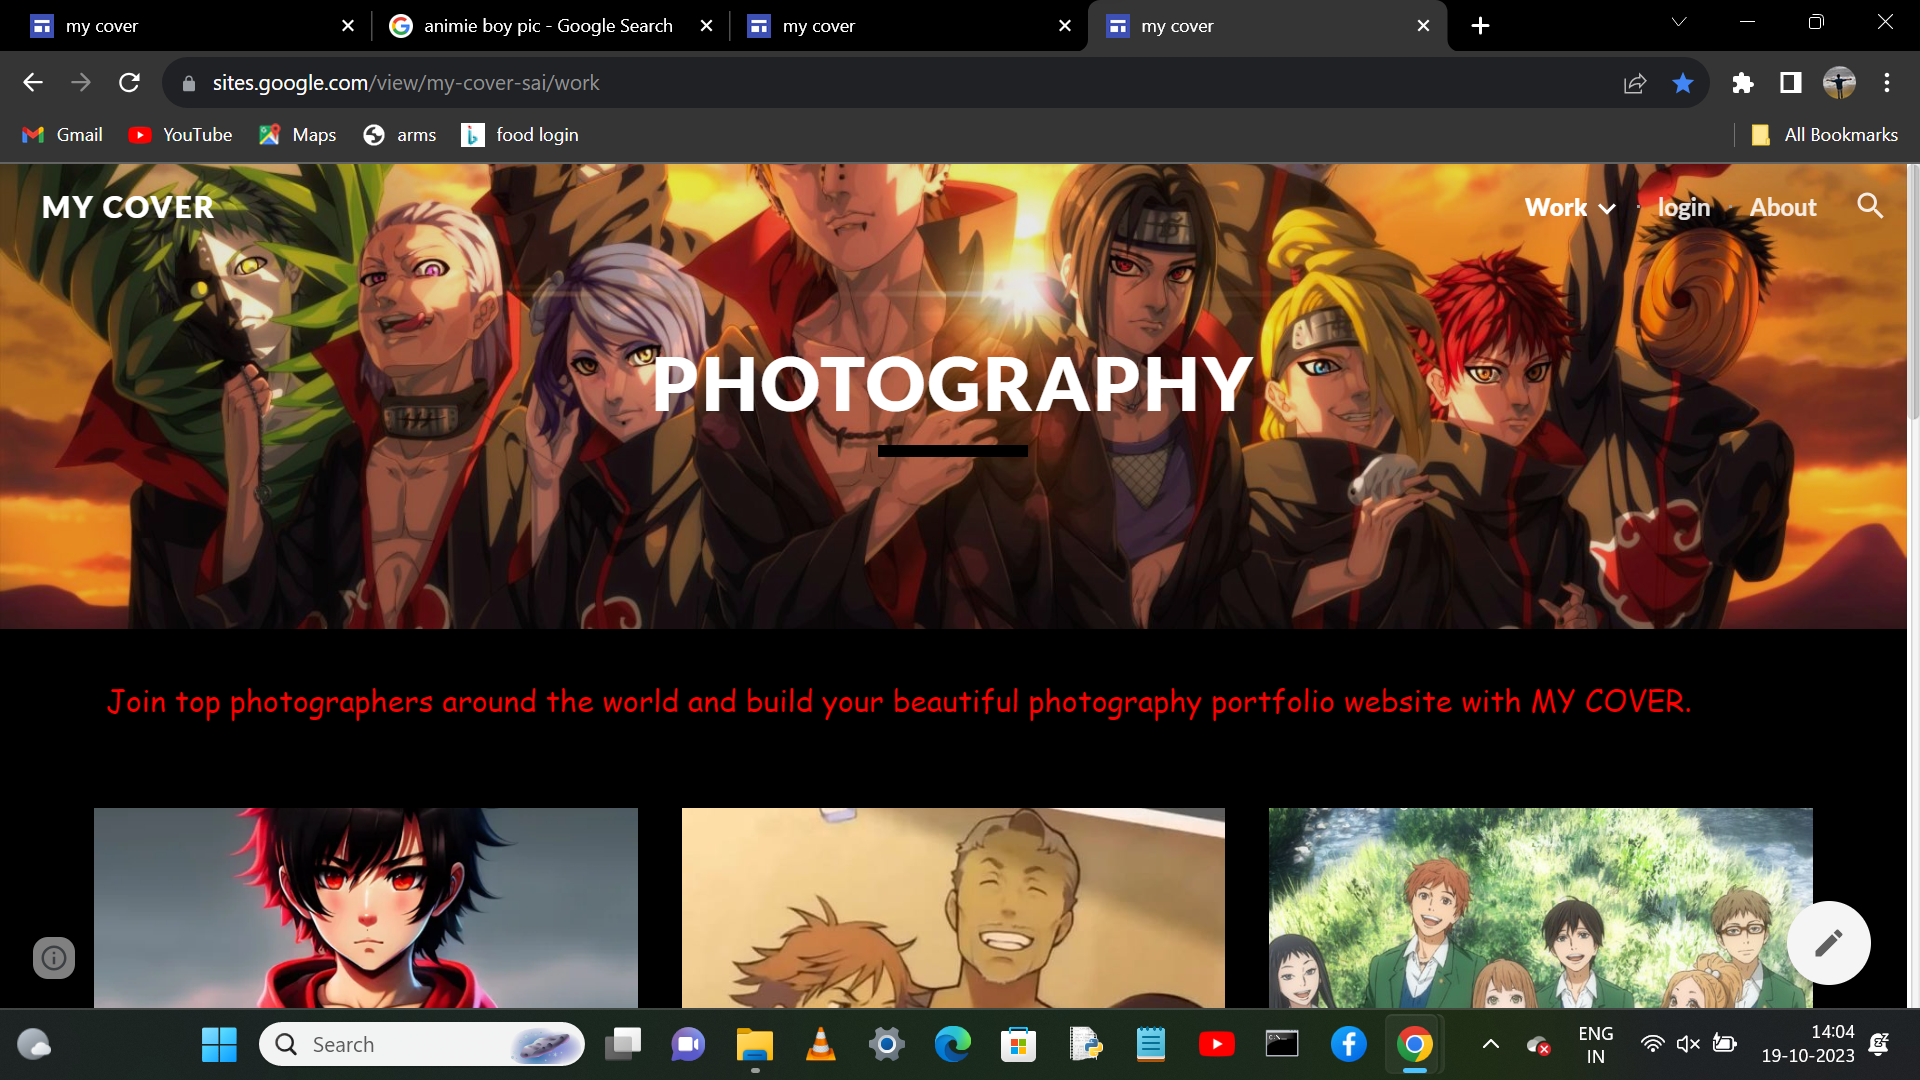 my cover
animie boy pic - Google Search
my cover
my cover
sites.google.com/view/my-cover-sai/work
Gmail
YouTube
Maps
arms
food login
All Bookmarks
MY COVER
Work
login
About
PHOTOGRAPHY
Join top photographers around the world and build your beautiful photography portfolio website with MY COVER.
Search
ENG
IN
14:04
19-10-2023